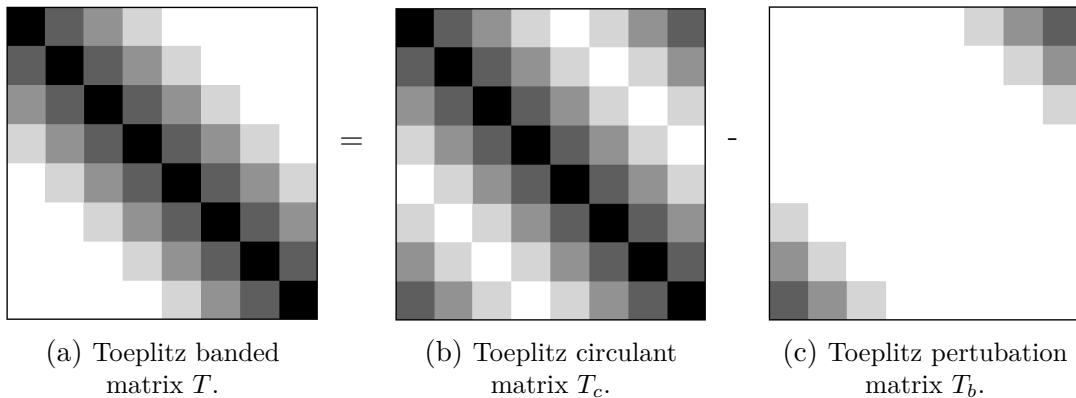 = -
(a) Toeplitz banded
matrix T.
(b) Toeplitz circulant
matrix T_c.
(c) Toeplitz pertubation
matrix T_b.